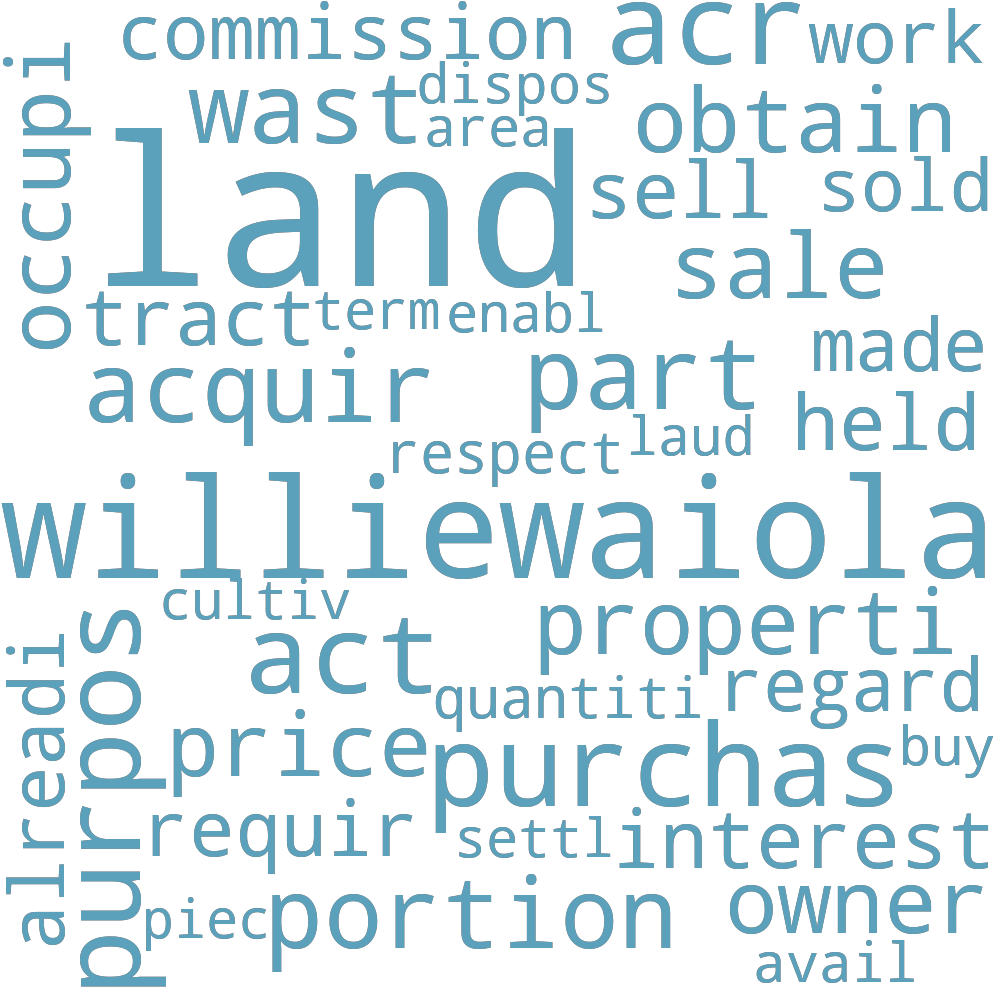 commission
acr
work
occupi
wast
dispos
area
obtain
land
sell
sold
sale
tract
term
enabl
made
acquir
part
held
respect
laud
williewaiola
cultiv
properti
act
purpos
alreadi
quantiti
regard
price
purchas
buy
requir
settl
interest
piec
portion
owner
avail